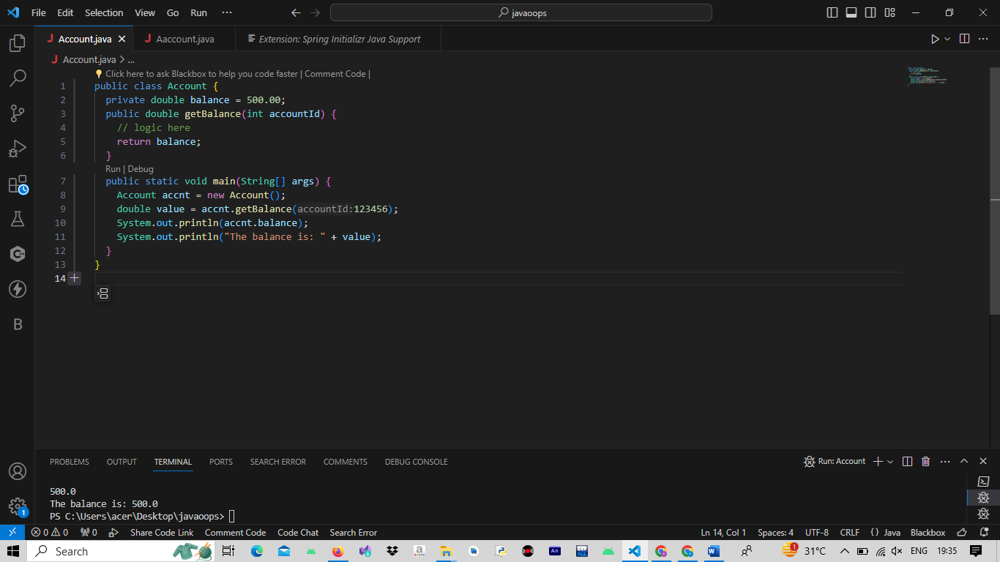 File Edit Selection View Go Run ··· javaoops
Account.java Aaccount.java Extension: Spring Initializr Java Support
Account.java > ...
Click here to ask Blackbox to help you code faster | Comment Code |
1 public class Account {
2 private double balance = 500.00;
3 public double getBalance(int accountId) {
4 // logic here
5 return balance;
6 }
Run | Debug
7 public static void main(String[] args) {
8 Account accnt = new Account();
9 double value = accnt.getBalance(accountId:123456);
10 System.out.println(accnt.balance);
11 System.out.println("The balance is: " + value);
12 }
13 }
14
B
PROBLEMS OUTPUT TERMINAL PORTS SEARCH ERROR COMMENTS DEBUG CONSOLE Run: Account
500.0
The balance is: 500.0
PS C:\Users\acer\Desktop\javaoops>
1
0 0 0 Share Code Link Comment Code Code Chat Search Error Ln 14, Col 1 Spaces: 4 UTF-8 CRLF {} Java Blackbox
Search a An W 1 31°C ENG 19:35